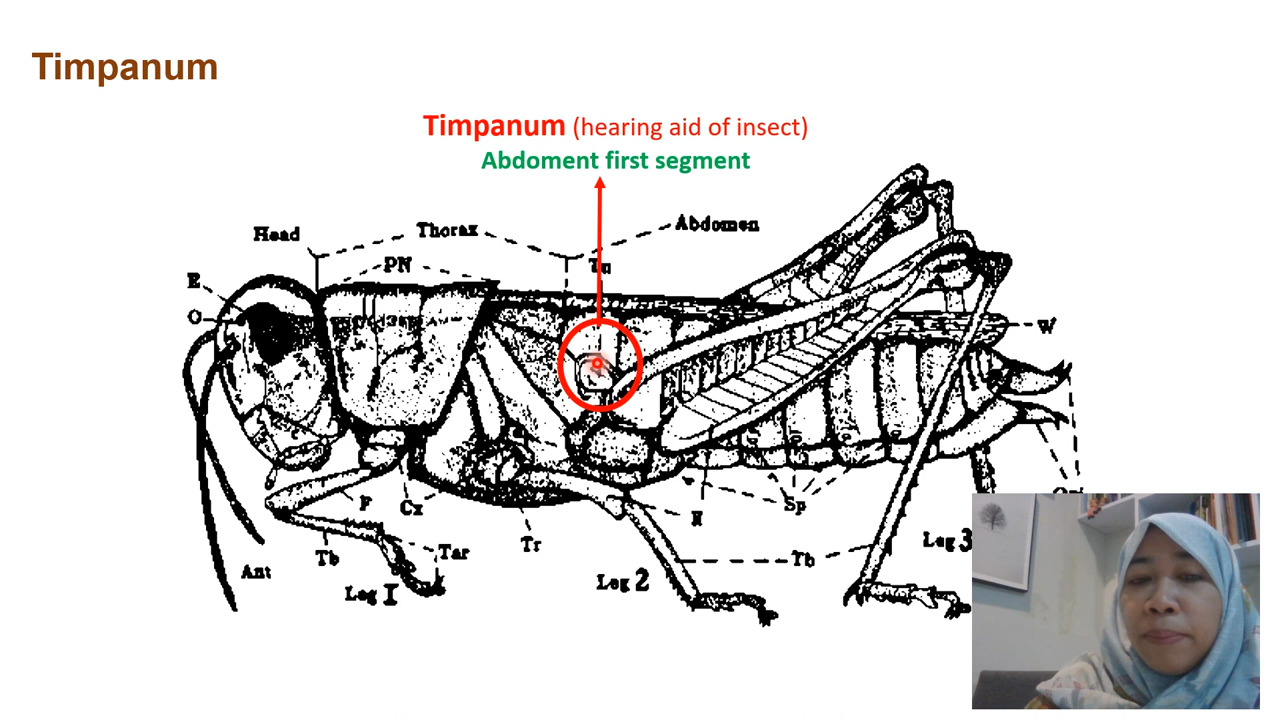 Timpanum
Timpanum (hearing aid of insect)
Abdoment first segment
Head
Thorax
Abdomen
PN
E
O
W
F
Cx
Sp
Tr
Tb
Tar
Tb
Ant
Leg I
Leg 2
Leg 3